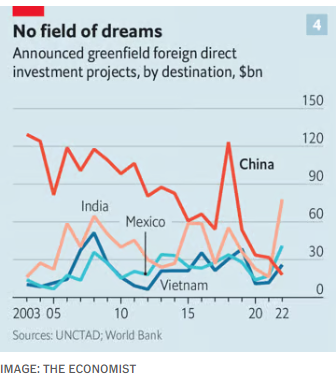 4
No field of dreams
Announced greenfield foreign direct
investment projects, by destination, $bn
150
120
China
90
India
Mexico
60
30
Vietnam
0
2003 05 10 15 20 22
Sources: UNCTAD; World Bank
IMAGE: THE ECONOMIST